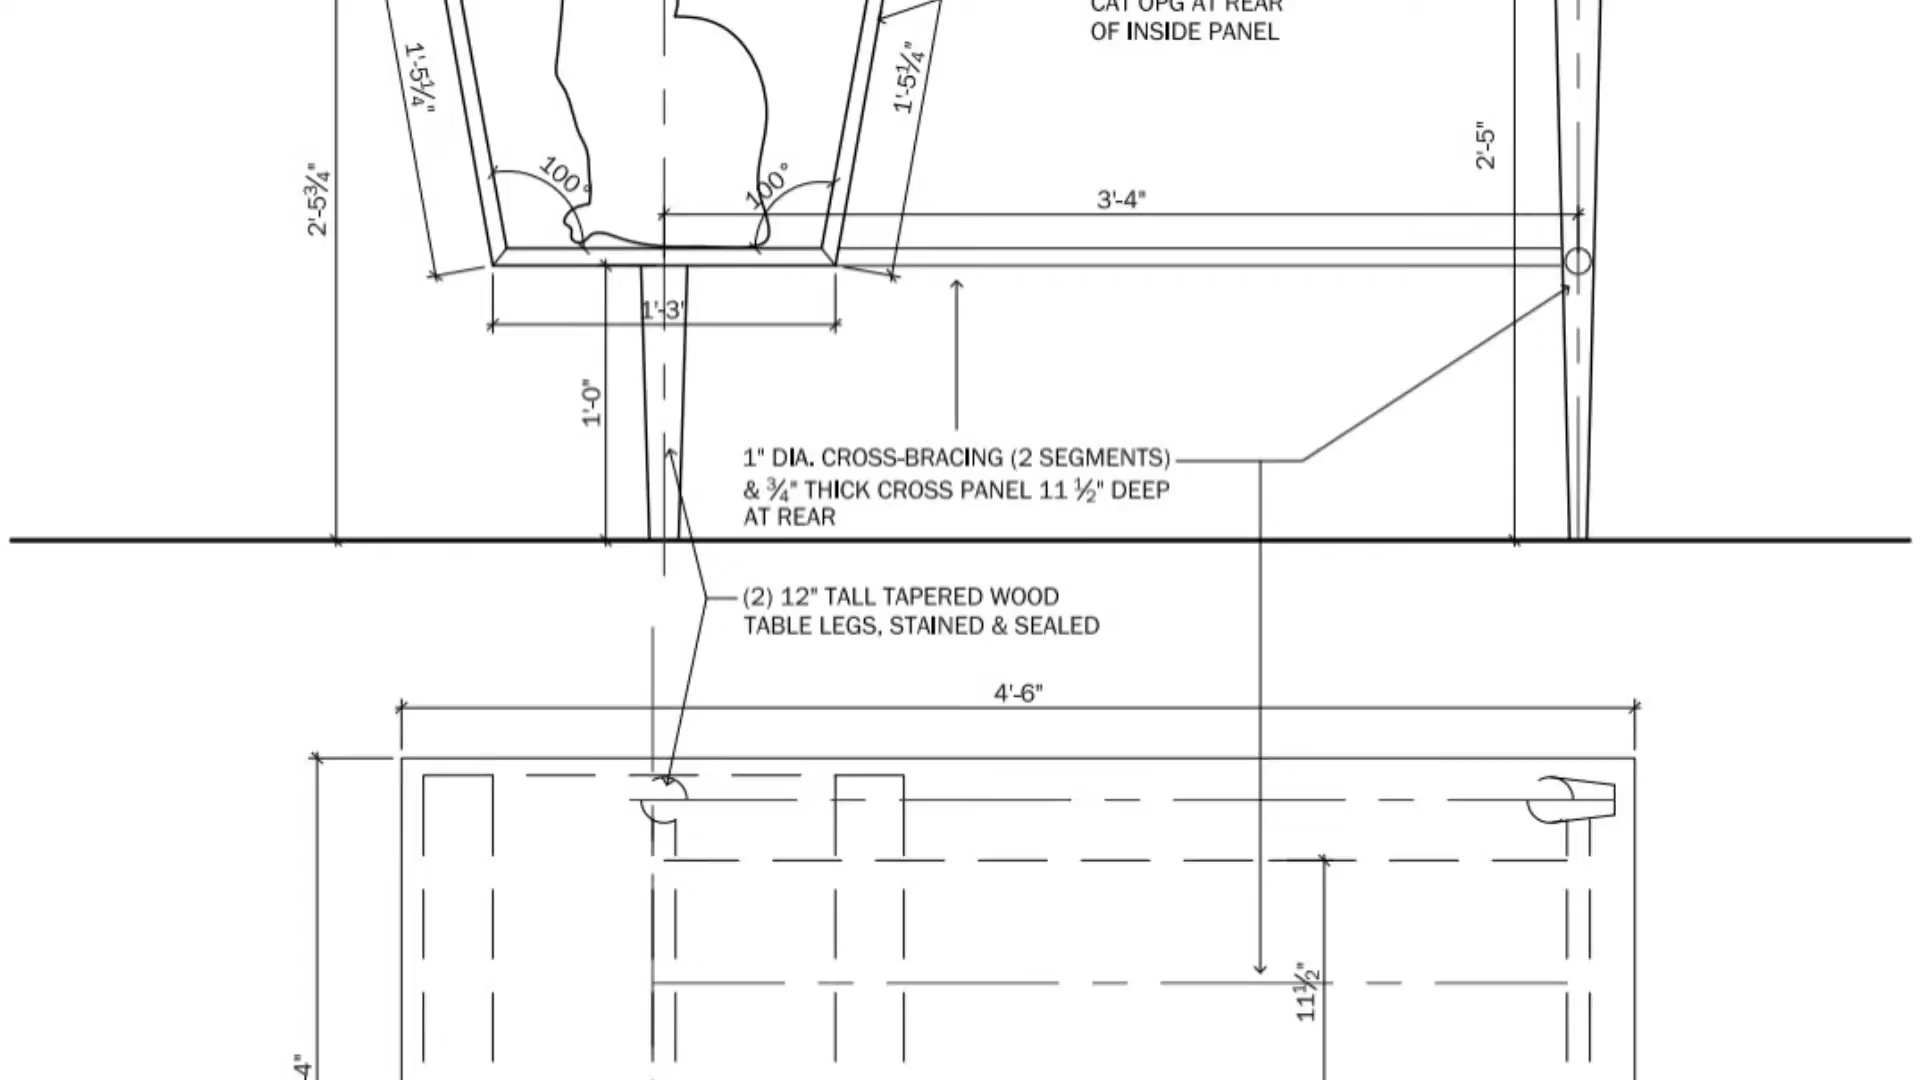 CAT OPG AT REAR
OF INSIDE PANEL
1'-5¼"
1'-5¼"
2'-5"
2'-5¾"
100°
100°
3'-4"
1'-3"
1'-0"
1" DIA. CROSS-BRACING (2 SEGMENTS)
& ¾" THICK CROSS PANEL 11 ½" DEEP
AT REAR
(2) 12" TALL TAPERED WOOD
TABLE LEGS, STAINED & SEALED
4'-6"
11½"
4"